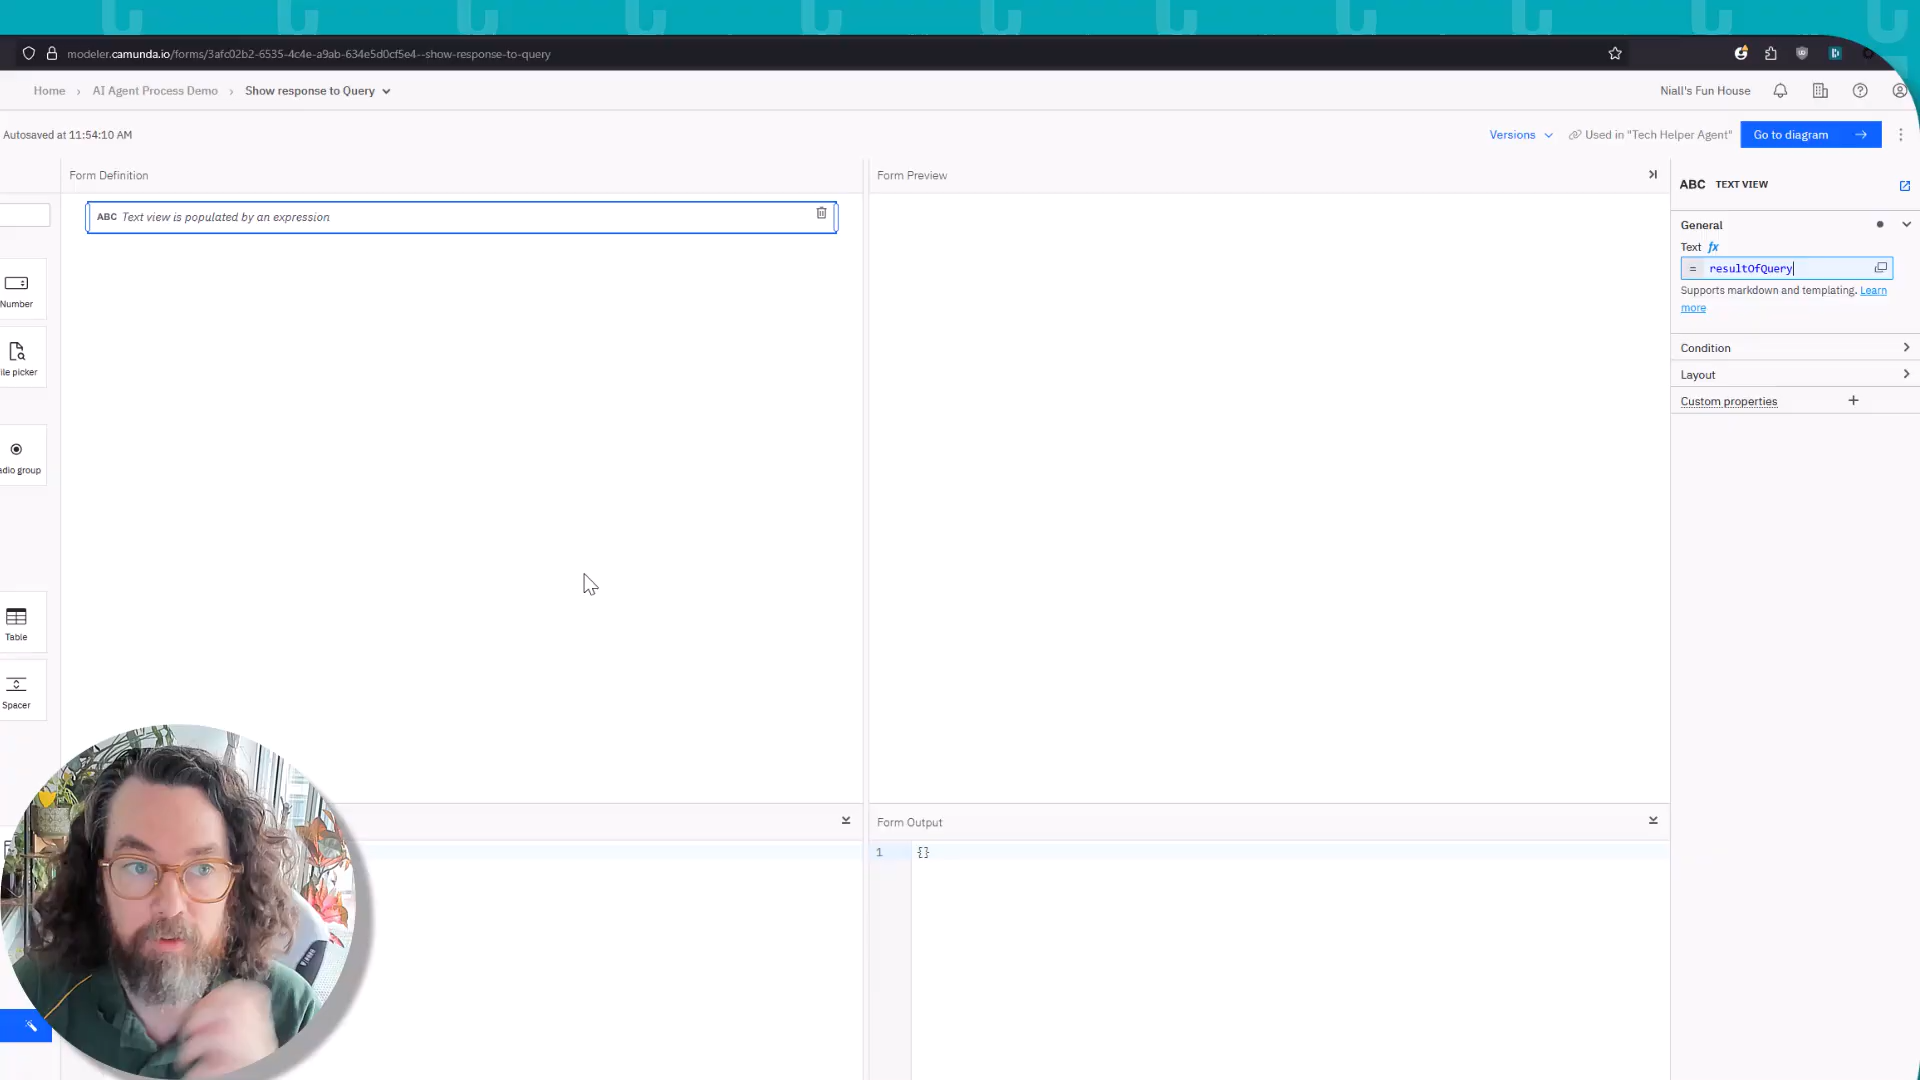 modeler.camunda.io/forms/3afc02b2-6535-4c4e-a9ab-634e5d0cf5e4--show-response-to-query
Home
AI Agent Process Demo
Show response to Query
Niall's Fun House
Autosaved at 11:54:10 AM
Versions
Used in "Tech Helper Agent"
Go to diagram
Form Definition
Form Preview
ABC TEXT VIEW
ABC Text view is populated by an expression
General
Text fx
= resultOfQuery
Supports markdown and templating. Learn
more
Condition
Layout
Custom properties
Number
ile picker
adio group
Table
Spacer
Form Output
1 {}